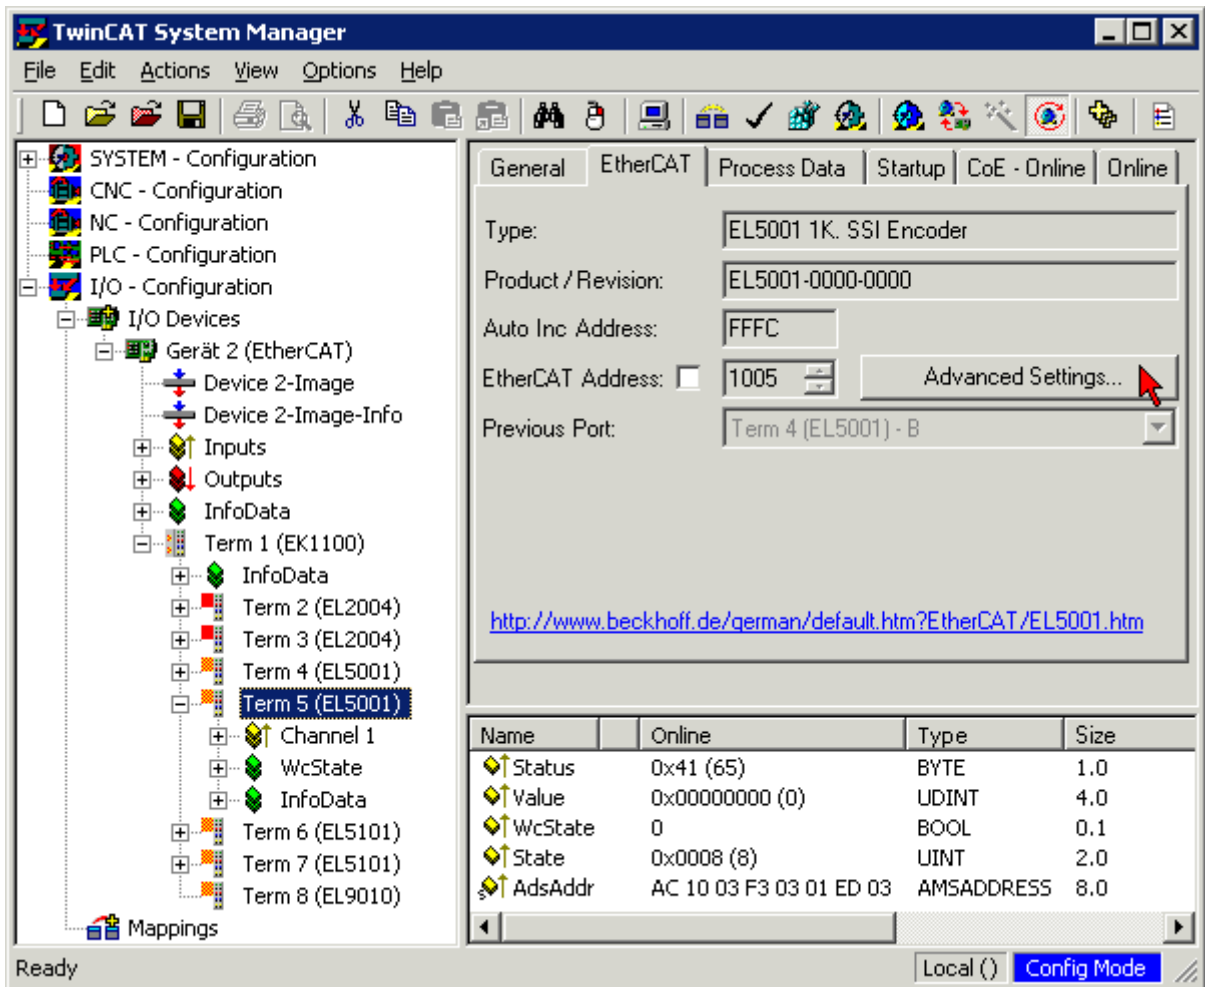 TwinCAT System Manager
File Edit Actions View Options Help
SYSTEM - Configuration
CNC - Configuration
NC - Configuration
PLC - Configuration
I/O - Configuration
I/O Devices
Gerät 2 (EtherCAT)
Device 2-Image
Device 2-Image-Info
Inputs
Outputs
InfoData
Term 1 (EK1100)
InfoData
Term 2 (EL2004)
Term 3 (EL2004)
Term 4 (EL5001)
Term 5 (EL5001)
Channel 1
WcState
InfoData
Term 6 (EL5101)
Term 7 (EL5101)
Term 8 (EL9010)
Mappings
General EtherCAT Process Data Startup CoE - Online Online
Type: EL5001 1K. SSI Encoder
Product / Revision: EL5001-0000-0000
Auto Inc Address: FFFC
EtherCAT Address: 1005 Advanced Settings...
Previous Port: Term 4 (EL5001) - B
http://www.beckhoff.de/german/default.htm?EtherCAT/EL5001.htm
Name Online Type Size
Status 0x41 (65) BYTE 1.0
Value 0x00000000 (0) UDINT 4.0
WcState 0 BOOL 0.1
State 0x0008 (8) UINT 2.0
AdsAddr AC 10 03 F3 03 01 ED 03 AMSADDRESS 8.0
Ready Local () Config Mode